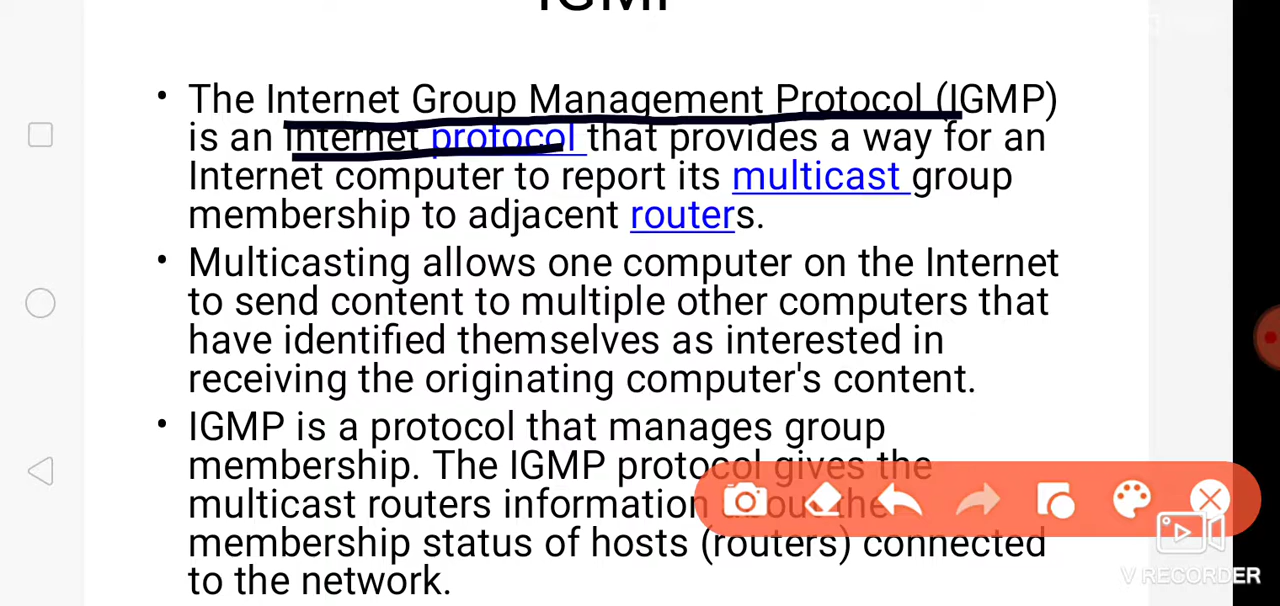 IGMP
• The Internet Group Management Protocol (IGMP)
is an Internet protocol that provides a way for an
Internet computer to report its multicast group
membership to adjacent routers.
• Multicasting allows one computer on the Internet
to send content to multiple other computers that
have identified themselves as interested in
receiving the originating computer's content.
• IGMP is a protocol that manages group
membership. The IGMP protocol gives the
multicast routers information about the
membership status of hosts (routers) connected
to the network.
V RECORDER